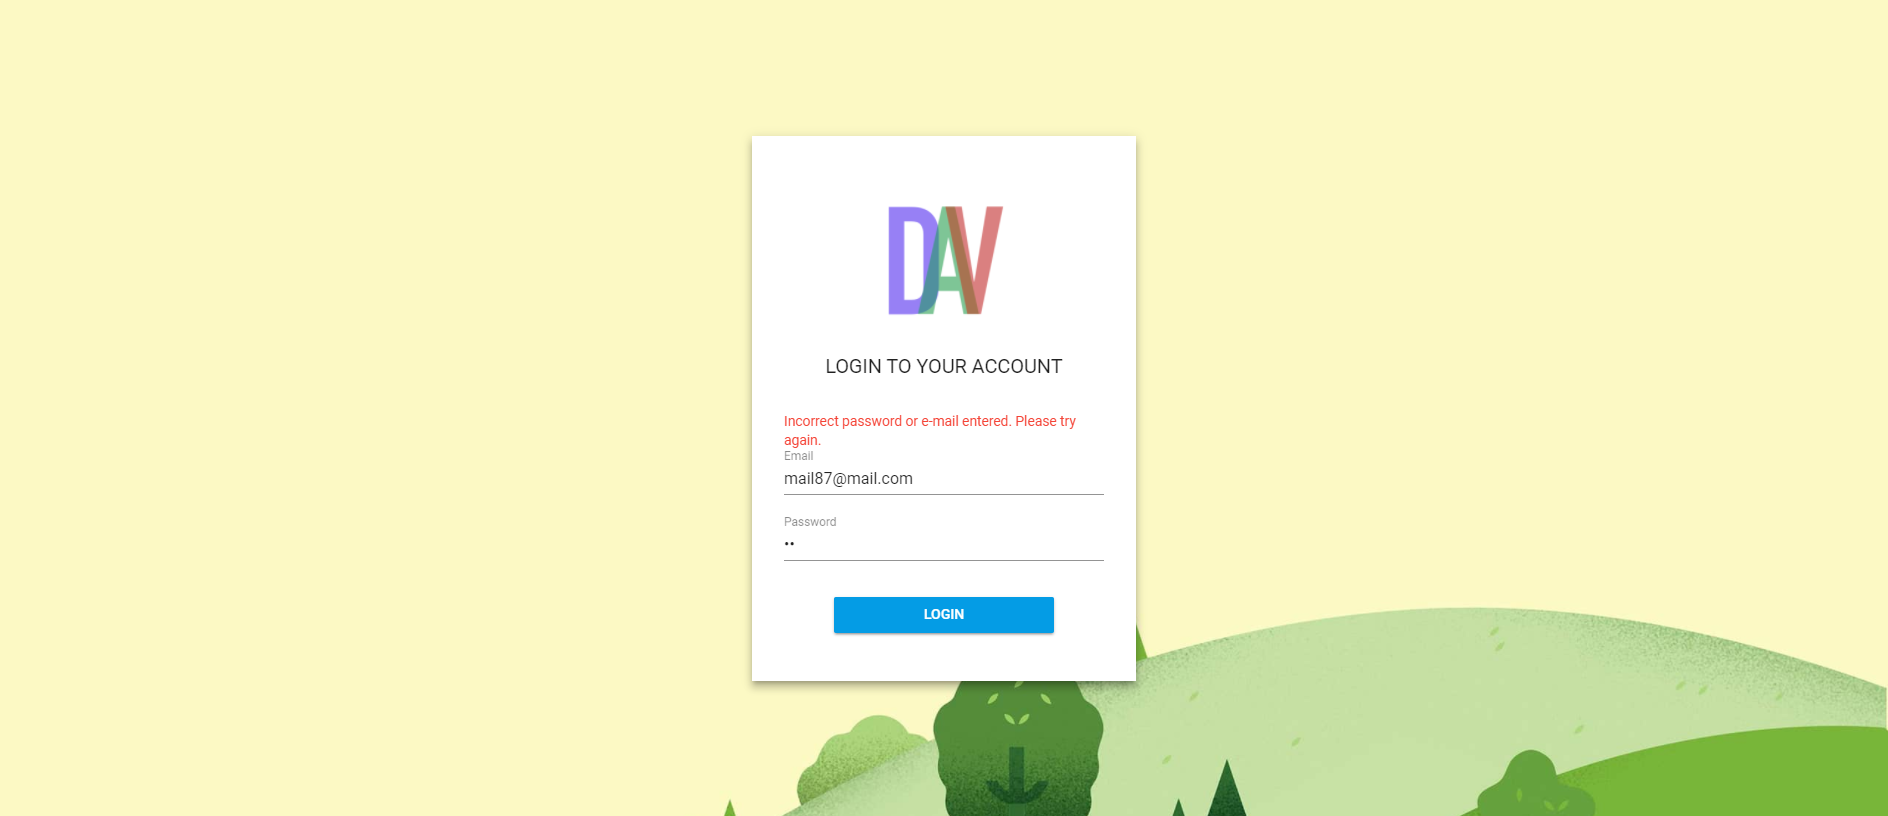 DAV
LOGIN TO YOUR ACCOUNT
Incorrect password or e-mail entered. Please try
again.
Email
mail87@mail.com
Password
••
LOGIN